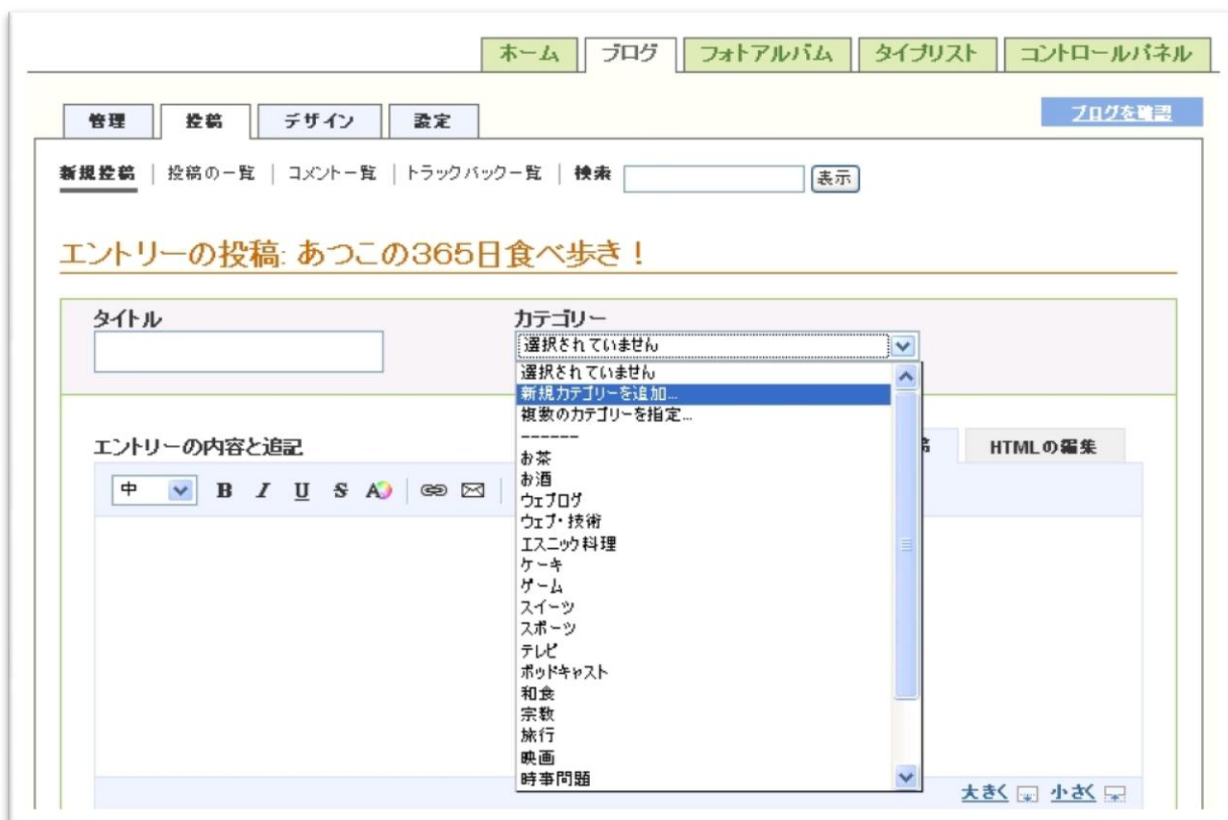 ホーム ブログ フォトアルバム タイプリスト コントロールパネル
管理 投稿 デザイン 設定 ブログを確認
新規投稿 | 投稿の一覧 | コメント一覧 | トラックバック一覧 | 検索 表示
エントリーの投稿: あつこの365日食べ歩き！
タイトル カテゴリー
選択されていません
選択されていません
新規カテゴリーを追加...
複数のカテゴリーを指定...
------
エントリーの内容と追記 HTMLの編集
お茶
お酒
中 B I U S A
ウェブログ
ウェブ・技術
エスニック料理
ケーキ
ゲーム
スイーツ
スポーツ
テレビ
ポッドキャスト
和食
宗教
旅行
映画
時事問題
大きく 小さく